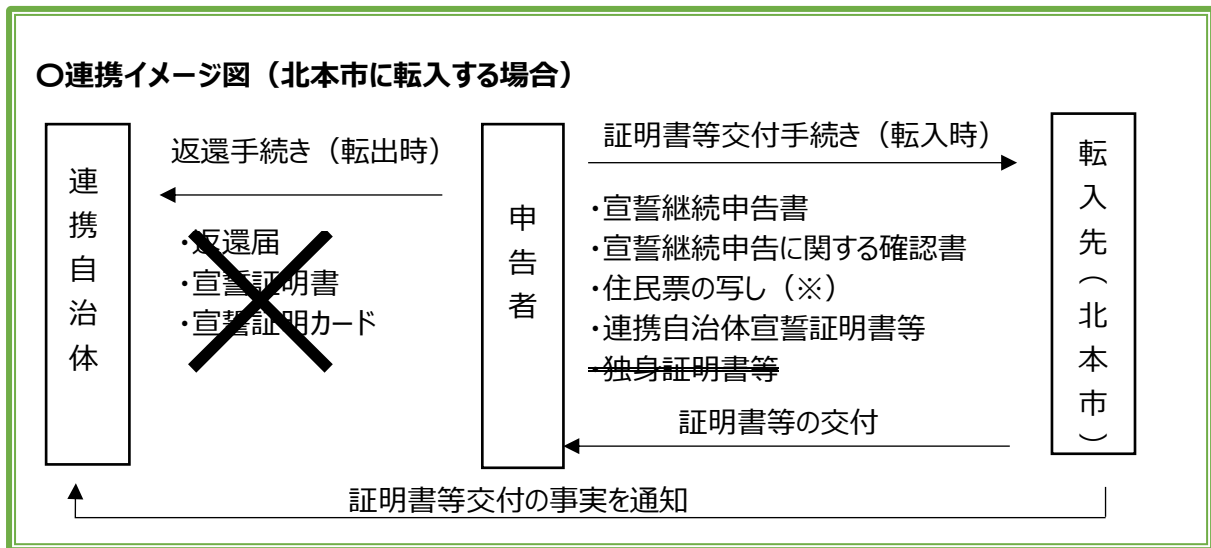 〇連携イメージ図（北本市に転入する場合）
連携自治体
返還手続き（転出時）
・返還届
・宣誓証明書
・宣誓証明カード
申告者
証明書等交付手続き（転入時）
・宣誓継続申告書
・宣誓継続申告に関する確認書
・住民票の写し（※）
・連携自治体宣誓証明書等
・独身証明書等
証明書等の交付
転入先（北本市）
証明書等交付の事実を通知